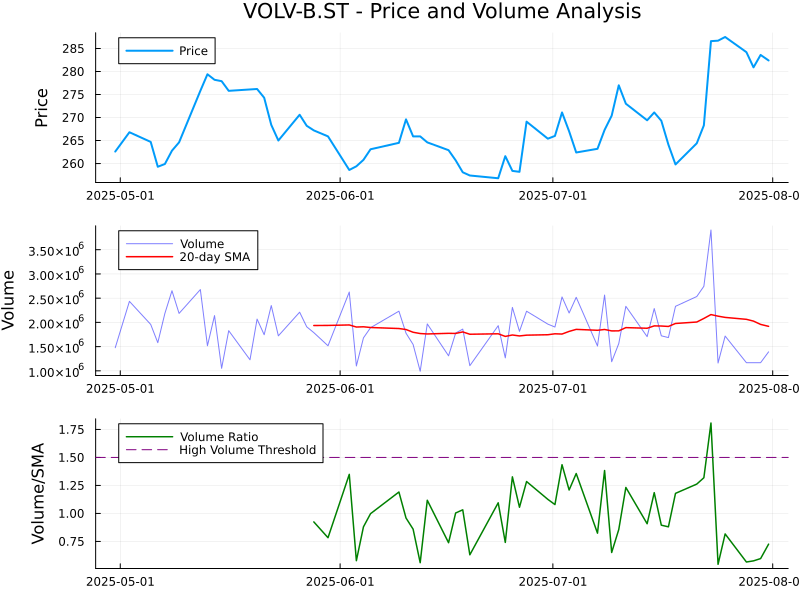 VOLV-B.ST - Price and Volume Analysis
Price
285
280
275
270
265
260
Price
2025-05-01 2025-06-01 2025-07-01 2025-08-0
Volume
3.50×10⁶
3.00×10⁶
2.50×10⁶
2.00×10⁶
1.50×10⁶
1.00×10⁶
Volume
20-day SMA
2025-05-01 2025-06-01 2025-07-01 2025-08-0
Volume/SMA
1.75
1.50
1.25
1.00
0.75
Volume Ratio
High Volume Threshold
2025-05-01 2025-06-01 2025-07-01 2025-08-0